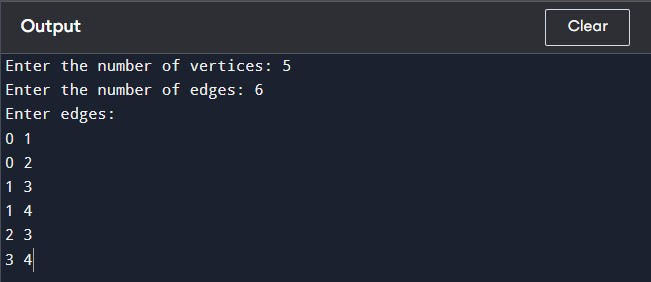 Output
Clear
Enter the number of vertices: 5
Enter the number of edges: 6
Enter edges:
0 1
0 2
1 3
1 4
2 3
3 4